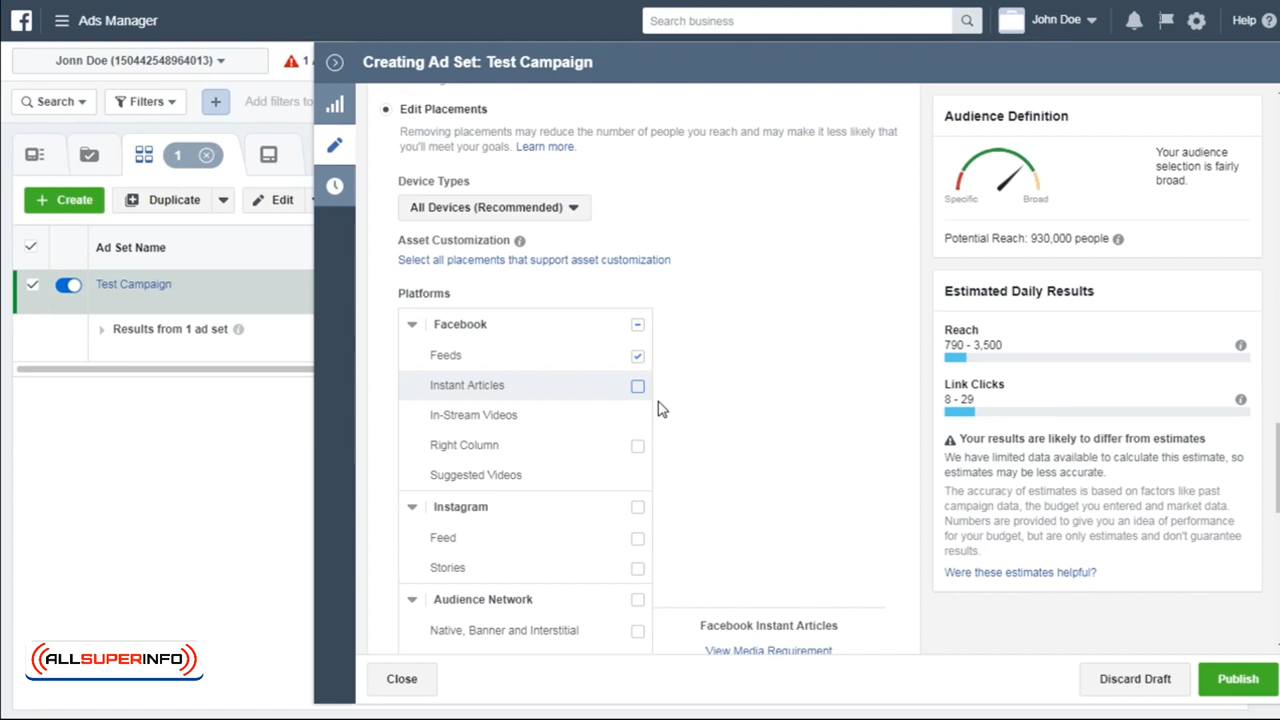 Ads Manager
Search business
John Doe
Help
Jonn Doe (150442548964013)
1
Creating Ad Set: Test Campaign
Search
Filters
Add filters to
1
Create
Duplicate
Edit
Ad Set Name
Test Campaign
Results from 1 ad set
Edit Placements
Removing placements may reduce the number of people you reach and may make it less likely that
you'll meet your goals. Learn more.
Device Types
All Devices (Recommended)
Asset Customization
Select all placements that support asset customization
Platforms
Facebook
Feeds
Instant Articles
In-Stream Videos
Right Column
Suggested Videos
Instagram
Feed
Stories
Audience Network
Native, Banner and Interstitial
Facebook Instant Articles
View Media Requirement
Close
Discard Draft
Publish
Audience Definition
Your audience
selection is fairly
broad.
Specific
Broad
Potential Reach: 930,000 people
Estimated Daily Results
Reach
790 - 3,500
Link Clicks
8 - 29
Your results are likely to differ from estimates
We have limited data available to calculate this estimate, so
estimates may be less accurate.
The accuracy of estimates is based on factors like past
campaign data, the budget you entered and market data.
Numbers are provided to give you an idea of performance
for your budget, but are only estimates and don't guarantee
results.
Were these estimates helpful?
ALLSUPERINFO